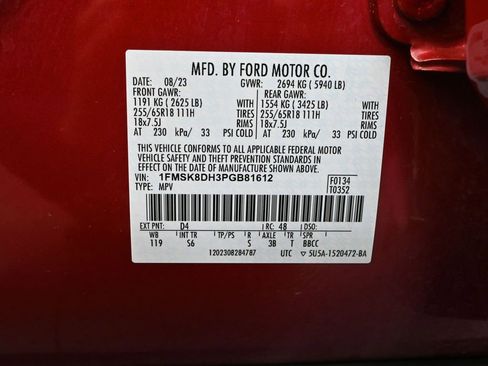 MFD. BY FORD MOTOR CO.
DATE: 08/23 GVWR: 2694 KG ( 5940 LB)
FRONT GAWR: REAR GAWR:
1191 KG ( 2625 LB) WITH 1554 KG ( 3425 LB) WITH
255/65R18 111H TIRES 255/65R18 111H TIRES
18x7.5J RIMS 18x7.5J RIMS
AT 230 kPa/ 33 PSI COLD AT 230 kPa/ 33 PSI COLD
THIS VEHICLE CONFORMS TO ALL APPLICABLE FEDERAL MOTOR
VEHICLE SAFETY AND THEFT PREVENTION STANDARDS IN
EFFECT ON THE DATE OF MANUFACTURE SHOWN ABOVE.
VIN: 1FMSK8DH3PGB81612 F0134
TYPE: MPV T0352
EXT PNT: D4 RC: 48 DSO:
WB INT TR TP/PS R AXLE TR SPR
119 S6 S 3B T BBCC
1202308284787 UTC ▽ 5U5A-1520472-BA